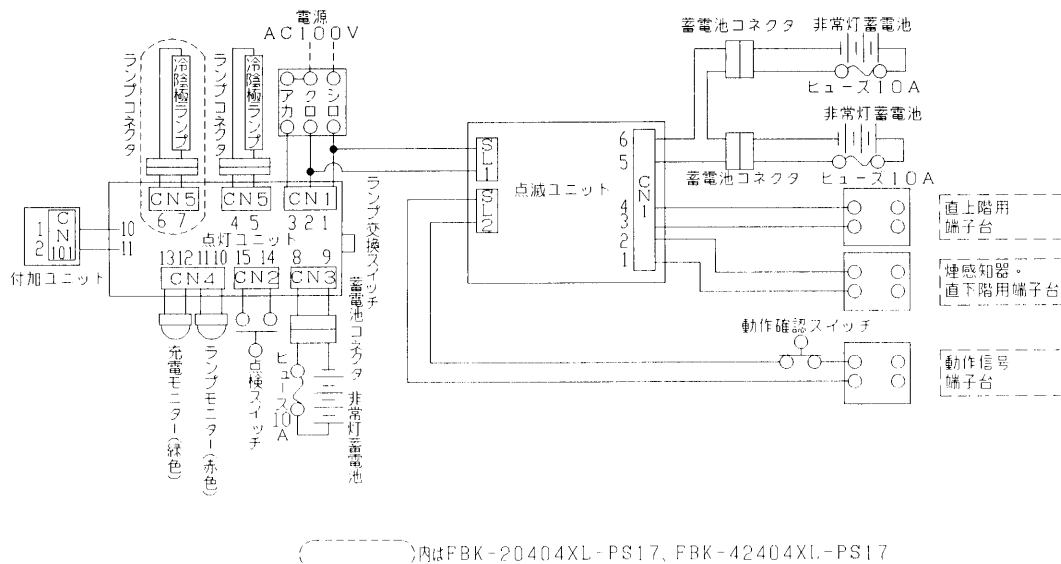 電源
AC100V
アカ
クロ
シロ
ランプコネクタ
冷陰極ランプ
ランプコネクタ
冷陰極ランプ
CN5
CN5
CN1
6 7
4 5
3 2 1
点灯ユニット
ランプ交換スイッチ
1
2
CN101
10
11
付加ユニット
13 12 11 10
15 14
8 9
CN4
CN2
CN3
充電モニター(緑色)
ランプモニター(赤色)
点検スイッチ
ヒューズ10A
蓄電池コネクタ
非常灯蓄電池
SL1
SL2
点滅ユニット
CN1
6
5
4
3
2
1
蓄電池コネクタ
非常灯蓄電池
ヒューズ10A
非常灯蓄電池
蓄電池コネクタ
ヒューズ10A
直上階用
端子台
煙感知器・
直下階用端子台
動作確認スイッチ
動作信号
端子台
内はFBK-20404XL-PS17、FBK-42404XL-PS17